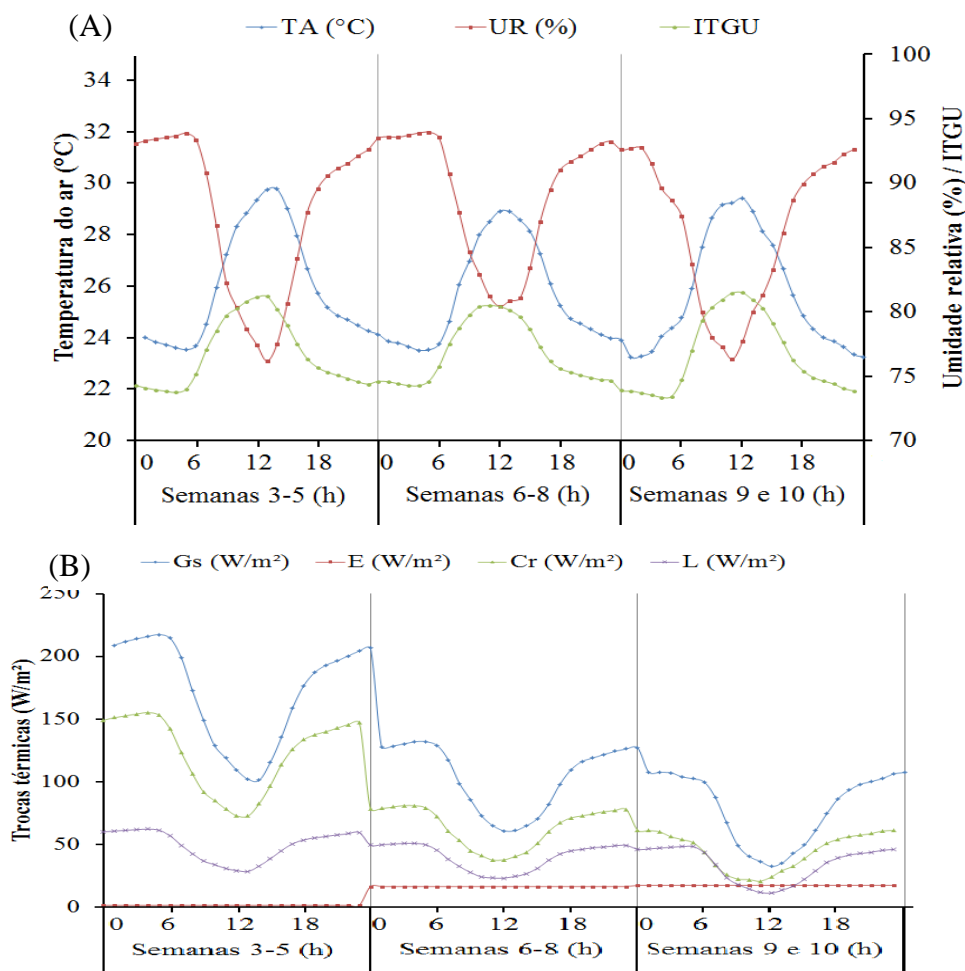 (A)
TA (°C) UR (%) ITGU
Temperatura do ar (°C)
34
32
30
28
26
24
22
20
100
95
90
85
80
75
70
Umidade relativa (%) / ITGU
0 6 12 18 0 6 12 18 0 6 12 18
Semanas 3-5 (h) Semanas 6-8 (h) Semanas 9 e 10 (h)
(B)
Gs (W/m²) E (W/m²) Cr (W/m²) L (W/m²)
Trocas térmicas (W/m²)
250
200
150
100
50
0
0 6 12 18 0 6 12 18 0 6 12 18
Semanas 3-5 (h) Semanas 6-8 (h) Semanas 9 e 10 (h)